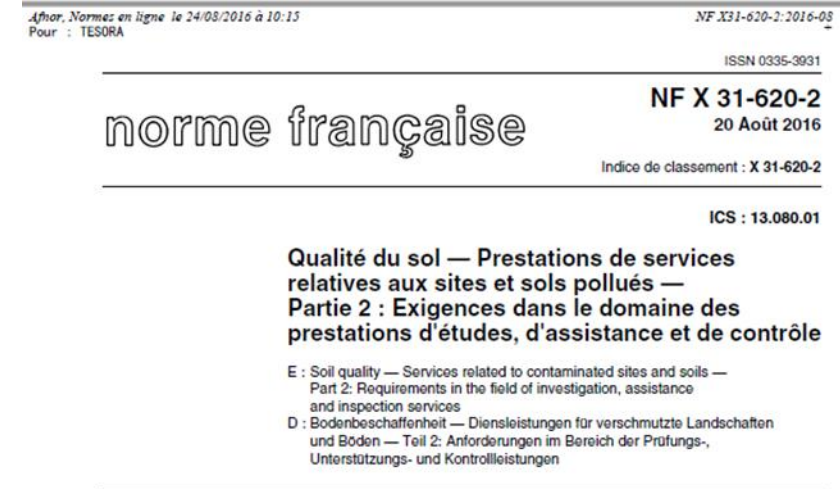 Afnor, Normes en ligne le 24/08/2016 à 10:15
NF X31-620-2:2016-08
Pour : TESORA
+
ISSN 0335-3931
norme française
NF X 31-620-2
20 Août 2016
Indice de classement : X 31-620-2
ICS : 13.080.01
Qualité du sol — Prestations de services
relatives aux sites et sols pollués —
Partie 2 : Exigences dans le domaine des
prestations d'études, d'assistance et de contrôle
E : Soil quality — Services related to contaminated sites and soils —
Part 2: Requirements in the field of investigation, assistance
and inspection services
D : Bodenbeschaffenheit — Diensleistungen für verschmutzte Landschaften
und Böden — Teil 2: Anforderungen im Bereich der Prüfungs-,
Unterstützungs- und Kontrollleistungen